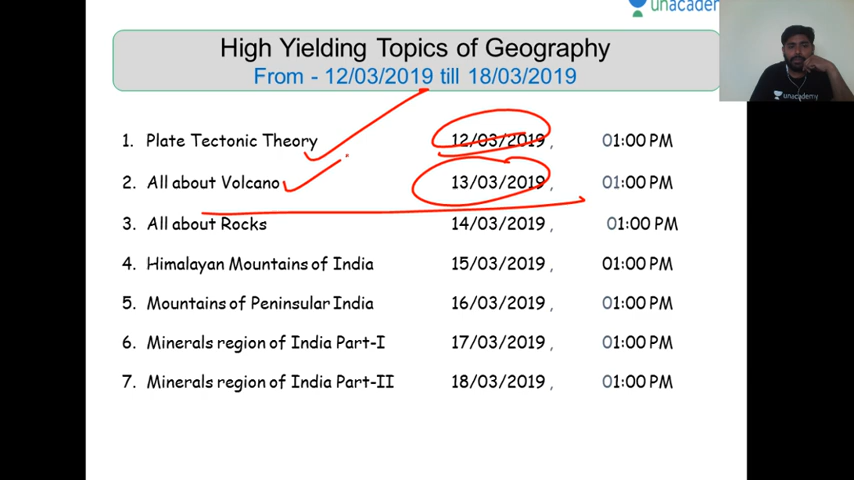 unacadem
High Yielding Topics of Geography
From - 12/03/2019 till 18/03/2019
1. Plate Tectonic Theory 12/03/2019 , 01:00 PM
2. All about Volcano 13/03/2019 , 01:00 PM
3. All about Rocks 14/03/2019 , 01:00 PM
4. Himalayan Mountains of India 15/03/2019 , 01:00 PM
5. Mountains of Peninsular India 16/03/2019 , 01:00 PM
6. Minerals region of India Part-I 17/03/2019 , 01:00 PM
7. Minerals region of India Part-II 18/03/2019 , 01:00 PM
unacademy